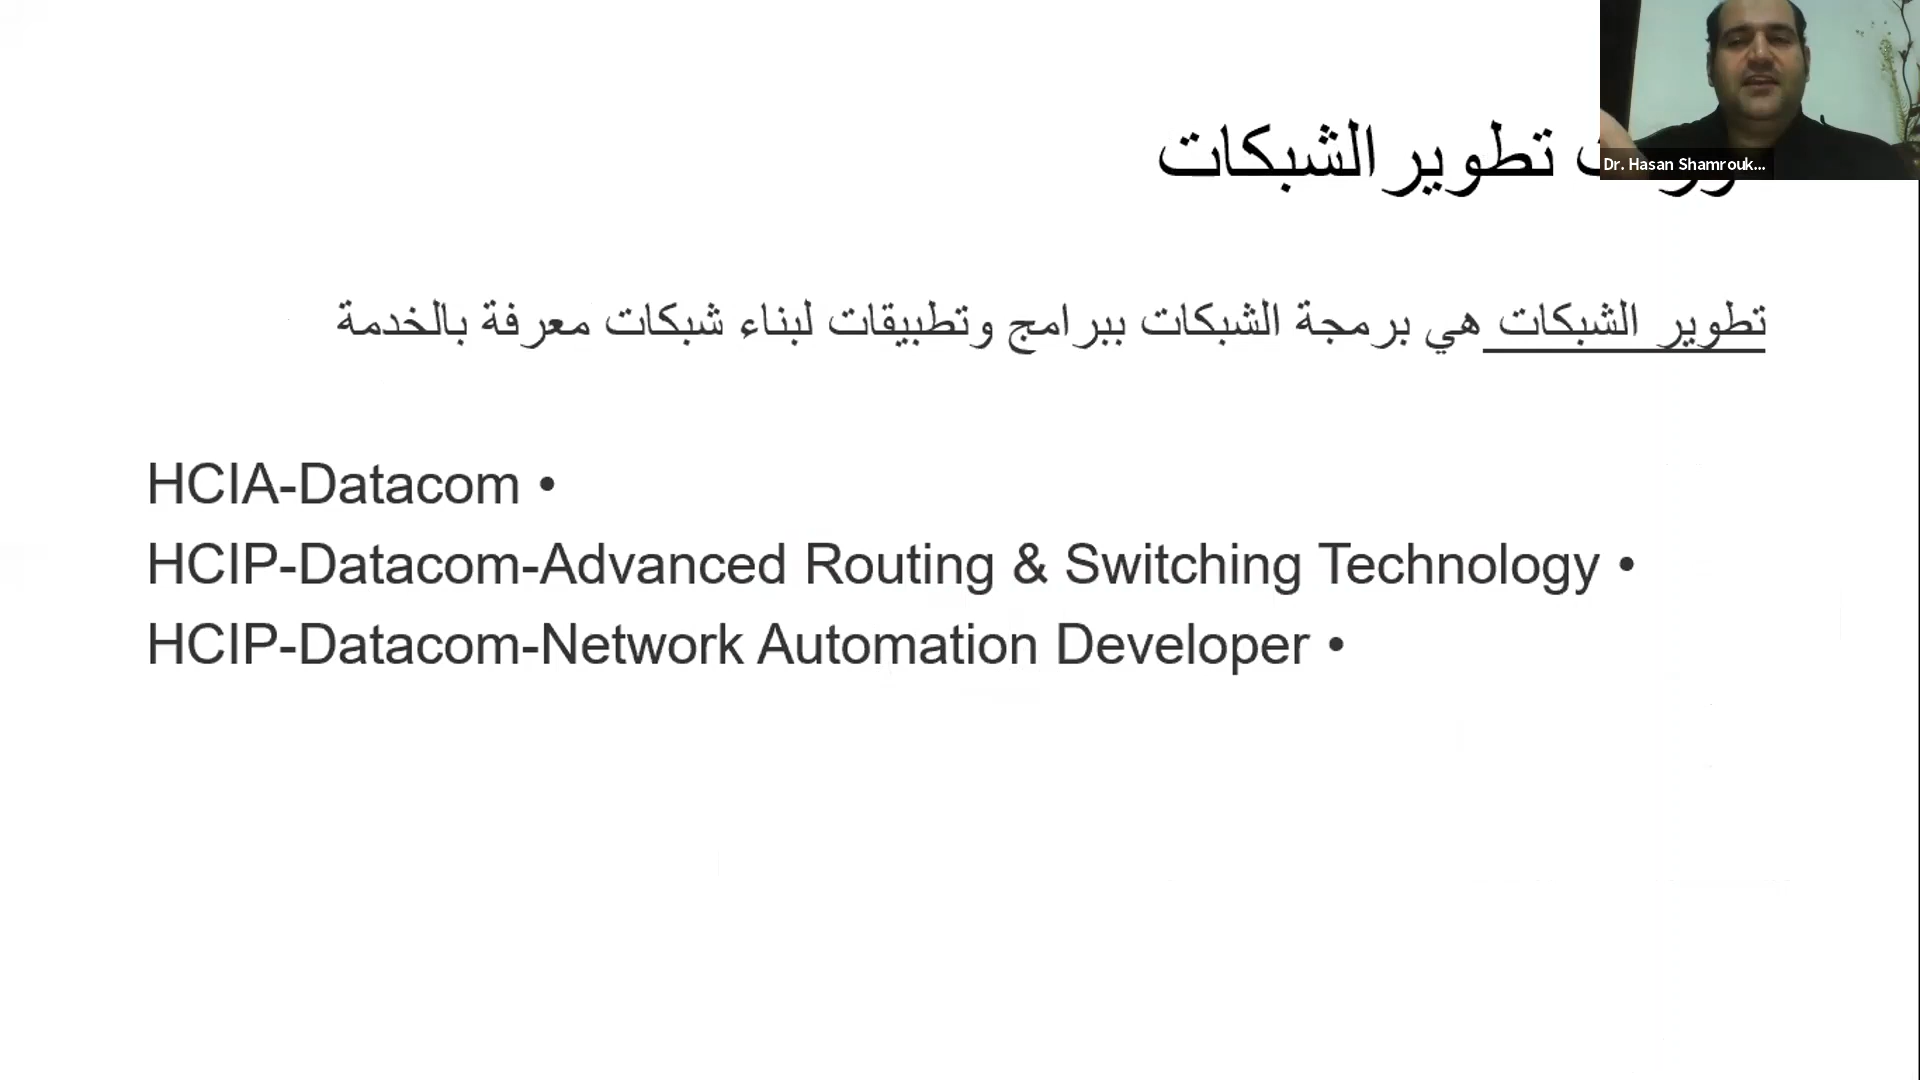 تطوير الشبكات
Dr. Hasan Shamrouk...
تطوير الشبكات هي برمجة الشبكات ببرامج وتطبيقات لبناء شبكات معرفة بالخدمة
HCIA-Datacom •
HCIP-Datacom-Advanced Routing & Switching Technology •
HCIP-Datacom-Network Automation Developer •